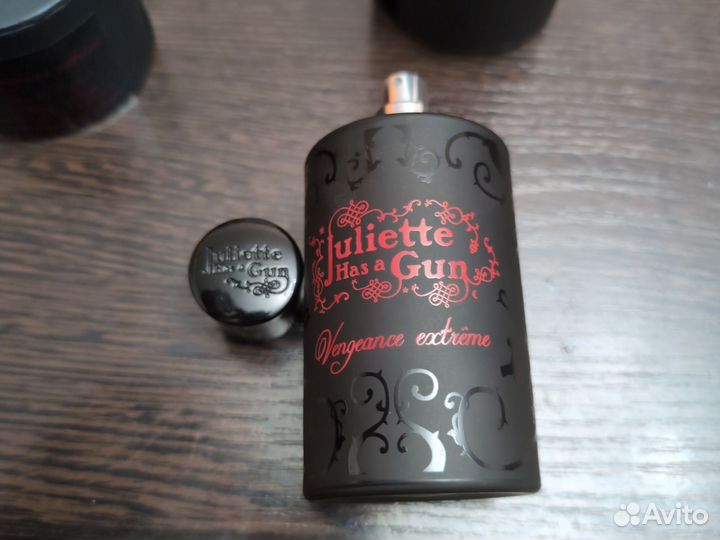 Juliette
Has a Gun
Vengeance extrême
Juliette
Has a
Gun
Avito